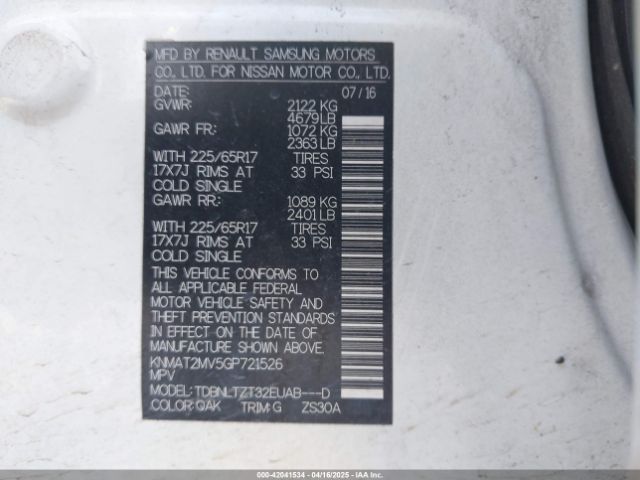 MFD BY RENAULT SAMSUNG MOTORS
CO., LTD. FOR NISSAN MOTOR CO., LTD.
DATE: 07/16
GVWR: 2122 KG
4679 LB
GAWR FR: 1072 KG
2363 LB
WITH 225/65R17 TIRES
17X7J RIMS AT 33 PSI
COLD SINGLE
GAWR RR: 1089 KG
2401 LB
WITH 225/65R17 TIRES
17X7J RIMS AT 33 PSI
COLD SINGLE
THIS VEHICLE CONFORMS TO
ALL APPLICABLE FEDERAL
MOTOR VEHICLE SAFETY AND
THEFT PREVENTION STANDARDS
IN EFFECT ON THE DATE OF
MANUFACTURE SHOWN ABOVE.
KNMAT2MV5GP721526
MPV
MODEL: TDBNLTZT32EUAB---D
COLOR: QAK TRIM: G ZS30A
000-42041534 - 04/16/2025 - IAA Inc.